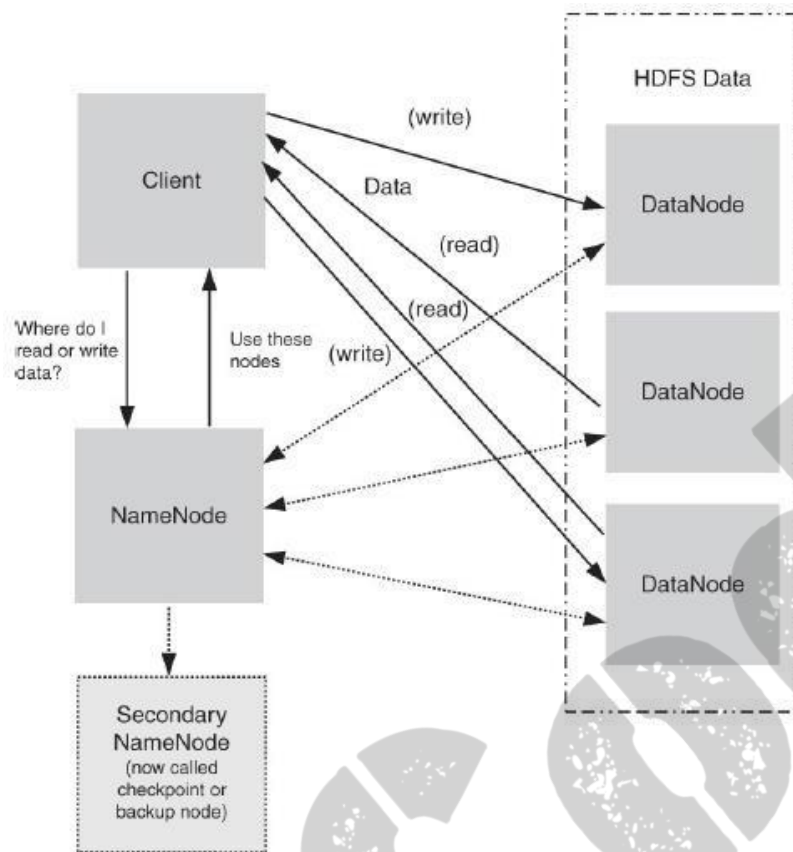 HDFS Data
(write)
Client
Data
DataNode
(read)
(read)
'Where do I
read or write
data?
Use these
nodes
(write)
DataNode
NameNode
DataNode
Secondary
NameNode
(now called
checkpoint or
backup node)